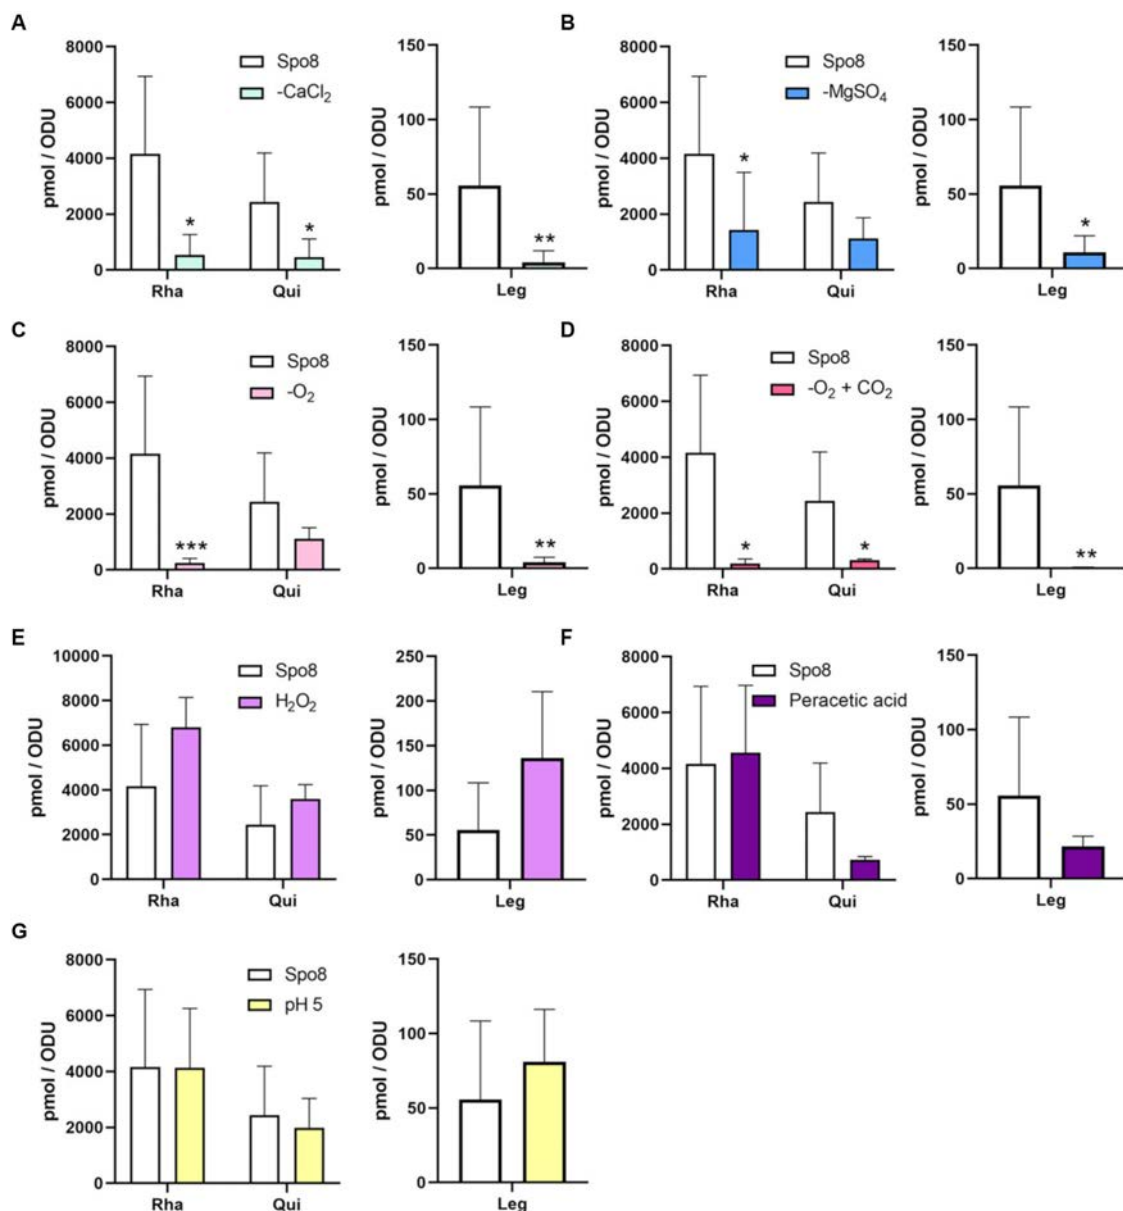 A
pmol / ODU
8000
6000
4000
2000
0
Spo8
-CaCl₂
*
*
Rha
Qui
pmol / ODU
150
100
50
0
**
Leg
B
pmol / ODU
8000
6000
4000
2000
0
Spo8
-MgSO₄
*
Rha
Qui
pmol / ODU
150
100
50
0
*
Leg
C
pmol / ODU
8000
6000
4000
2000
0
Spo8
-O₂
***
Rha
Qui
pmol / ODU
150
100
50
0
**
Leg
D
pmol / ODU
8000
6000
4000
2000
0
Spo8
-O₂ + CO₂
*
*
Rha
Qui
pmol / ODU
150
100
50
0
**
Leg
E
pmol / ODU
10000
8000
6000
4000
2000
0
Spo8
H₂O₂
Rha
Qui
pmol / ODU
250
200
150
100
50
0
Leg
F
pmol / ODU
8000
6000
4000
2000
0
Spo8
Peracetic acid
Rha
Qui
pmol / ODU
150
100
50
0
Leg
G
pmol / ODU
8000
6000
4000
2000
0
Spo8
pH 5
Rha
Qui
pmol / ODU
150
100
50
0
Leg